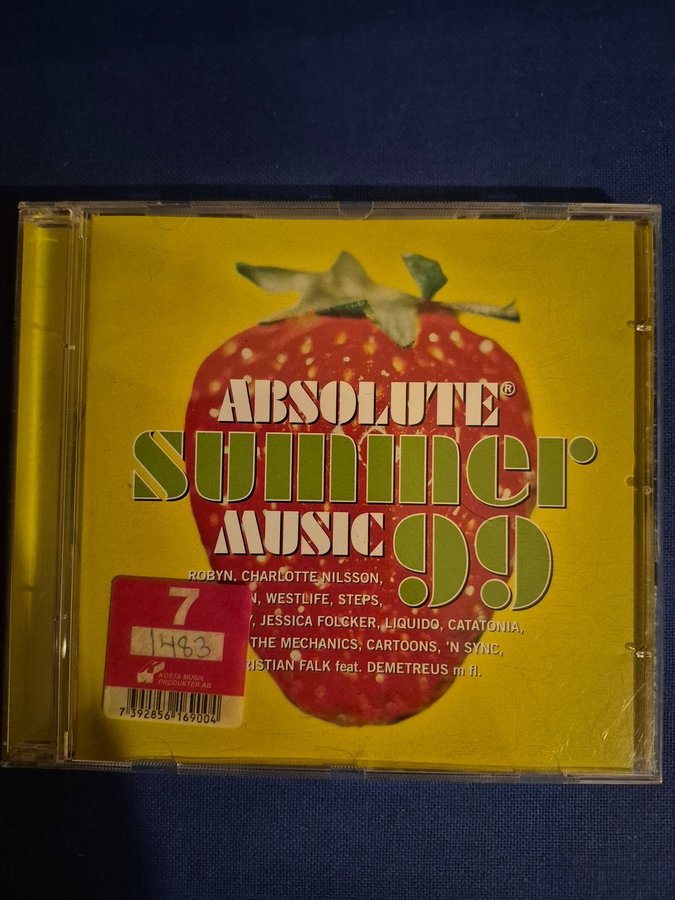 ABSOLUTE®
summer
MUSIC 99
ROBYN, CHARLOTTE NILSSON,
WESTLIFE, STEPS,
JESSICA FOLCKER, LIQUIDO, CATATONIA,
THE MECHANICS, CARTOONS, 'N SYNC,
FALK feat. DEMETREUS m fl.
7
1483
KOSTA MUSIK
PRODUKTER AB
7 392856 169004